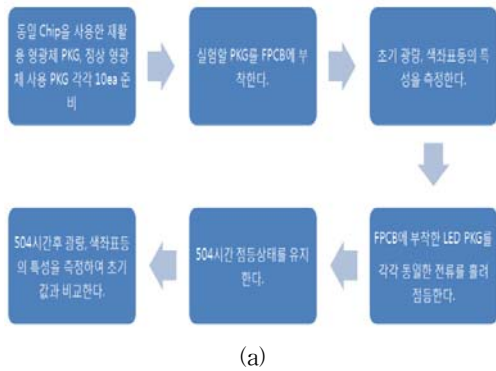 동일 Chip을 사용한 재활
용 형광체 PKG, 정상 형광
체 사용 PKG 각각 10ea 준
비
실험할 PKG를 FPCB에 부
착한다.
초기 광량, 색좌표등의 특
성을 측정한다.
FPCB에 부착한 LED PKG를
각각 동일한 전류를 흘려
점등한다.
504시간 점등상태를 유지
한다.
504시간후 광량, 색좌표등
의 특성을 측정하여 초기
값과 비교한다.
(a)